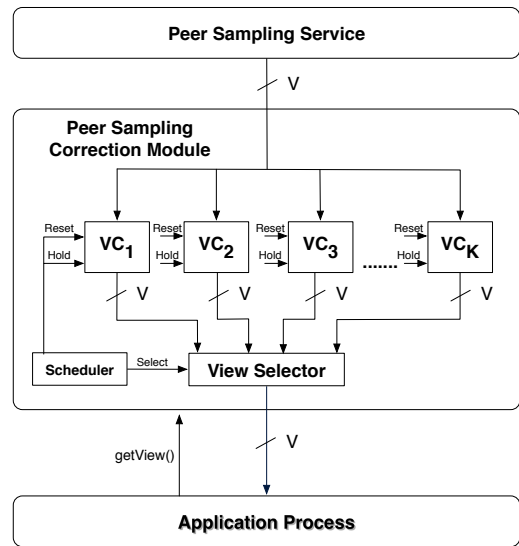 Peer Sampling Service
V
Peer Sampling
Correction Module
Reset
Hold
VC1
Reset
Hold
VC2
Reset
Hold
VC3
.......
Reset
Hold
VCK
V
V
V
V
Scheduler
Select
View Selector
getView()
V
Application Process